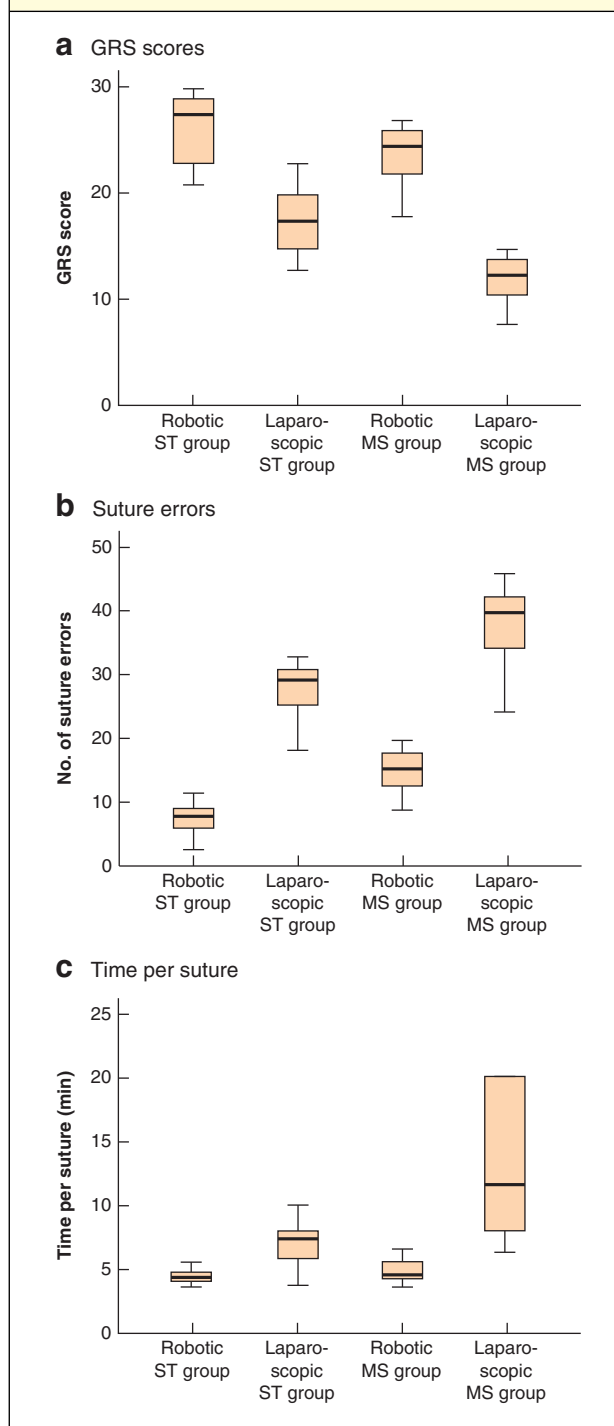 a GRS scores
30
20
10
0
GRS score
Robotic
ST group
Laparo-
scopic
ST group
Robotic
MS group
Laparo-
scopic
MS group
b Suture errors
50
40
30
20
10
0
No. of suture errors
Robotic
ST group
Laparo-
scopic
ST group
Robotic
MS group
Laparo-
scopic
MS group
c Time per suture
25
20
15
10
5
0
Time per suture (min)
Robotic
ST group
Laparo-
scopic
ST group
Robotic
MS group
Laparo-
scopic
MS group